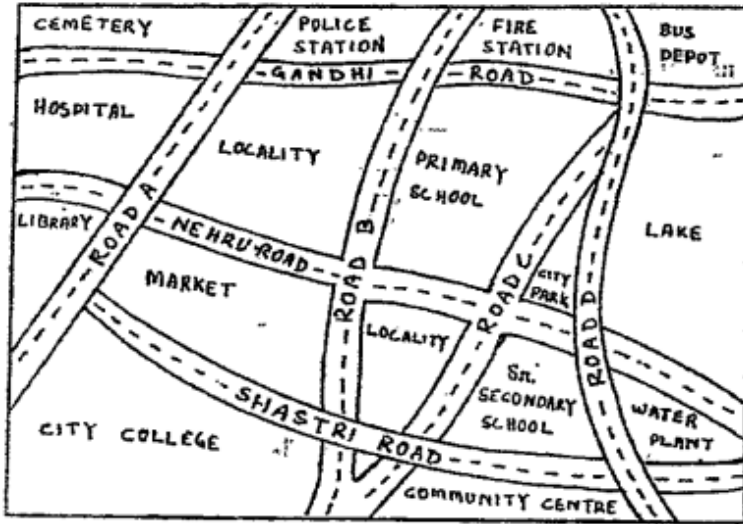 CEMETERY
POLICE
STATION
FIRE
STATION
BUS
DEPOT
GANDHI ROAD
HOSPITAL
LOCALITY
PRIMARY
SCHOOL
ROAD A
ROAD B
LIBRARY
NEHRU ROAD
LAKE
MARKET
ROAD C
CITY
PARK
ROAD D
LOCALITY
SR.
SECONDARY
SCHOOL
WATER
PLANT
SHASTRI ROAD
CITY COLLEGE
COMMUNITY CENTRE